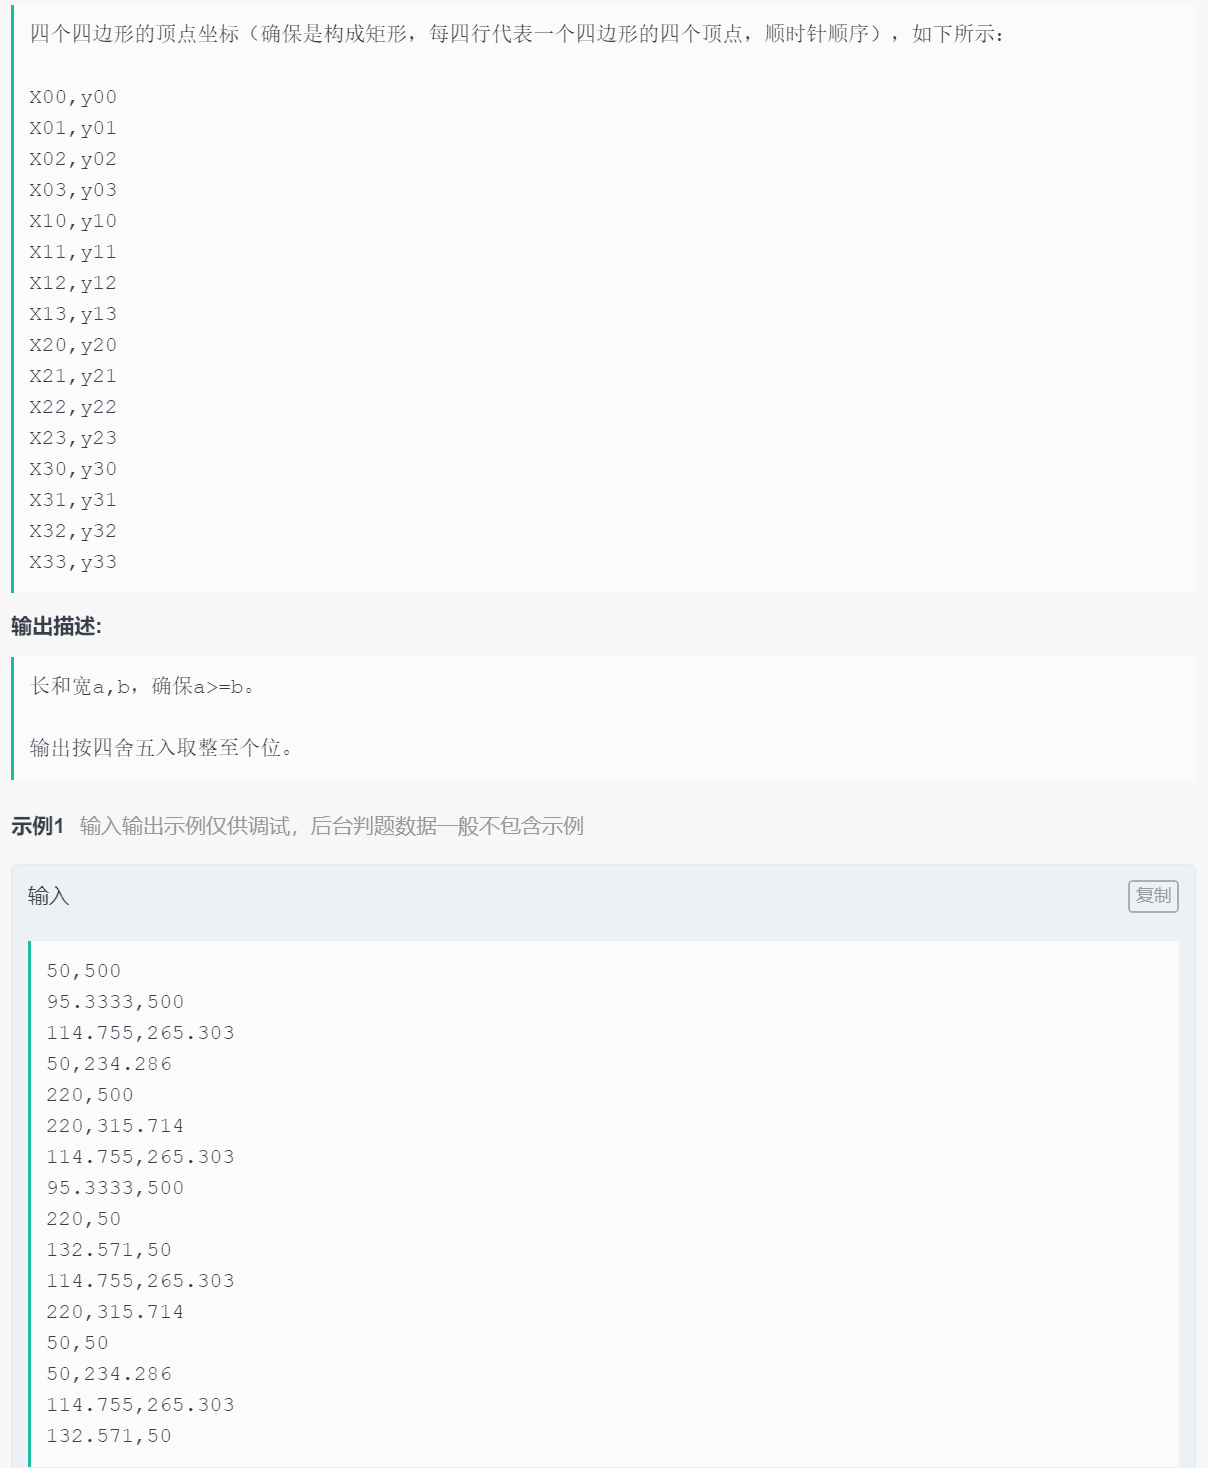 四个四边形的顶点坐标（确保是构成矩形，每四行代表一个四边形的四个顶点，顺时针顺序），如下所示：
X00,y00
X01,y01
X02,y02
X03,y03
X10,y10
X11,y11
X12,y12
X13,y13
X20,y20
X21,y21
X22,y22
X23,y23
X30,y30
X31,y31
X32,y32
X33,y33
输出描述:
长和宽a,b，确保a>=b。
输出按四舍五入取整至个位。
示例1 输入输出示例仅供调试，后台判题数据一般不包含示例
输入
复制
50,500
95.3333,500
114.755,265.303
50,234.286
220,500
220,315.714
114.755,265.303
95.3333,500
220,50
132.571,50
114.755,265.303
220,315.714
50,50
50,234.286
114.755,265.303
132.571,50